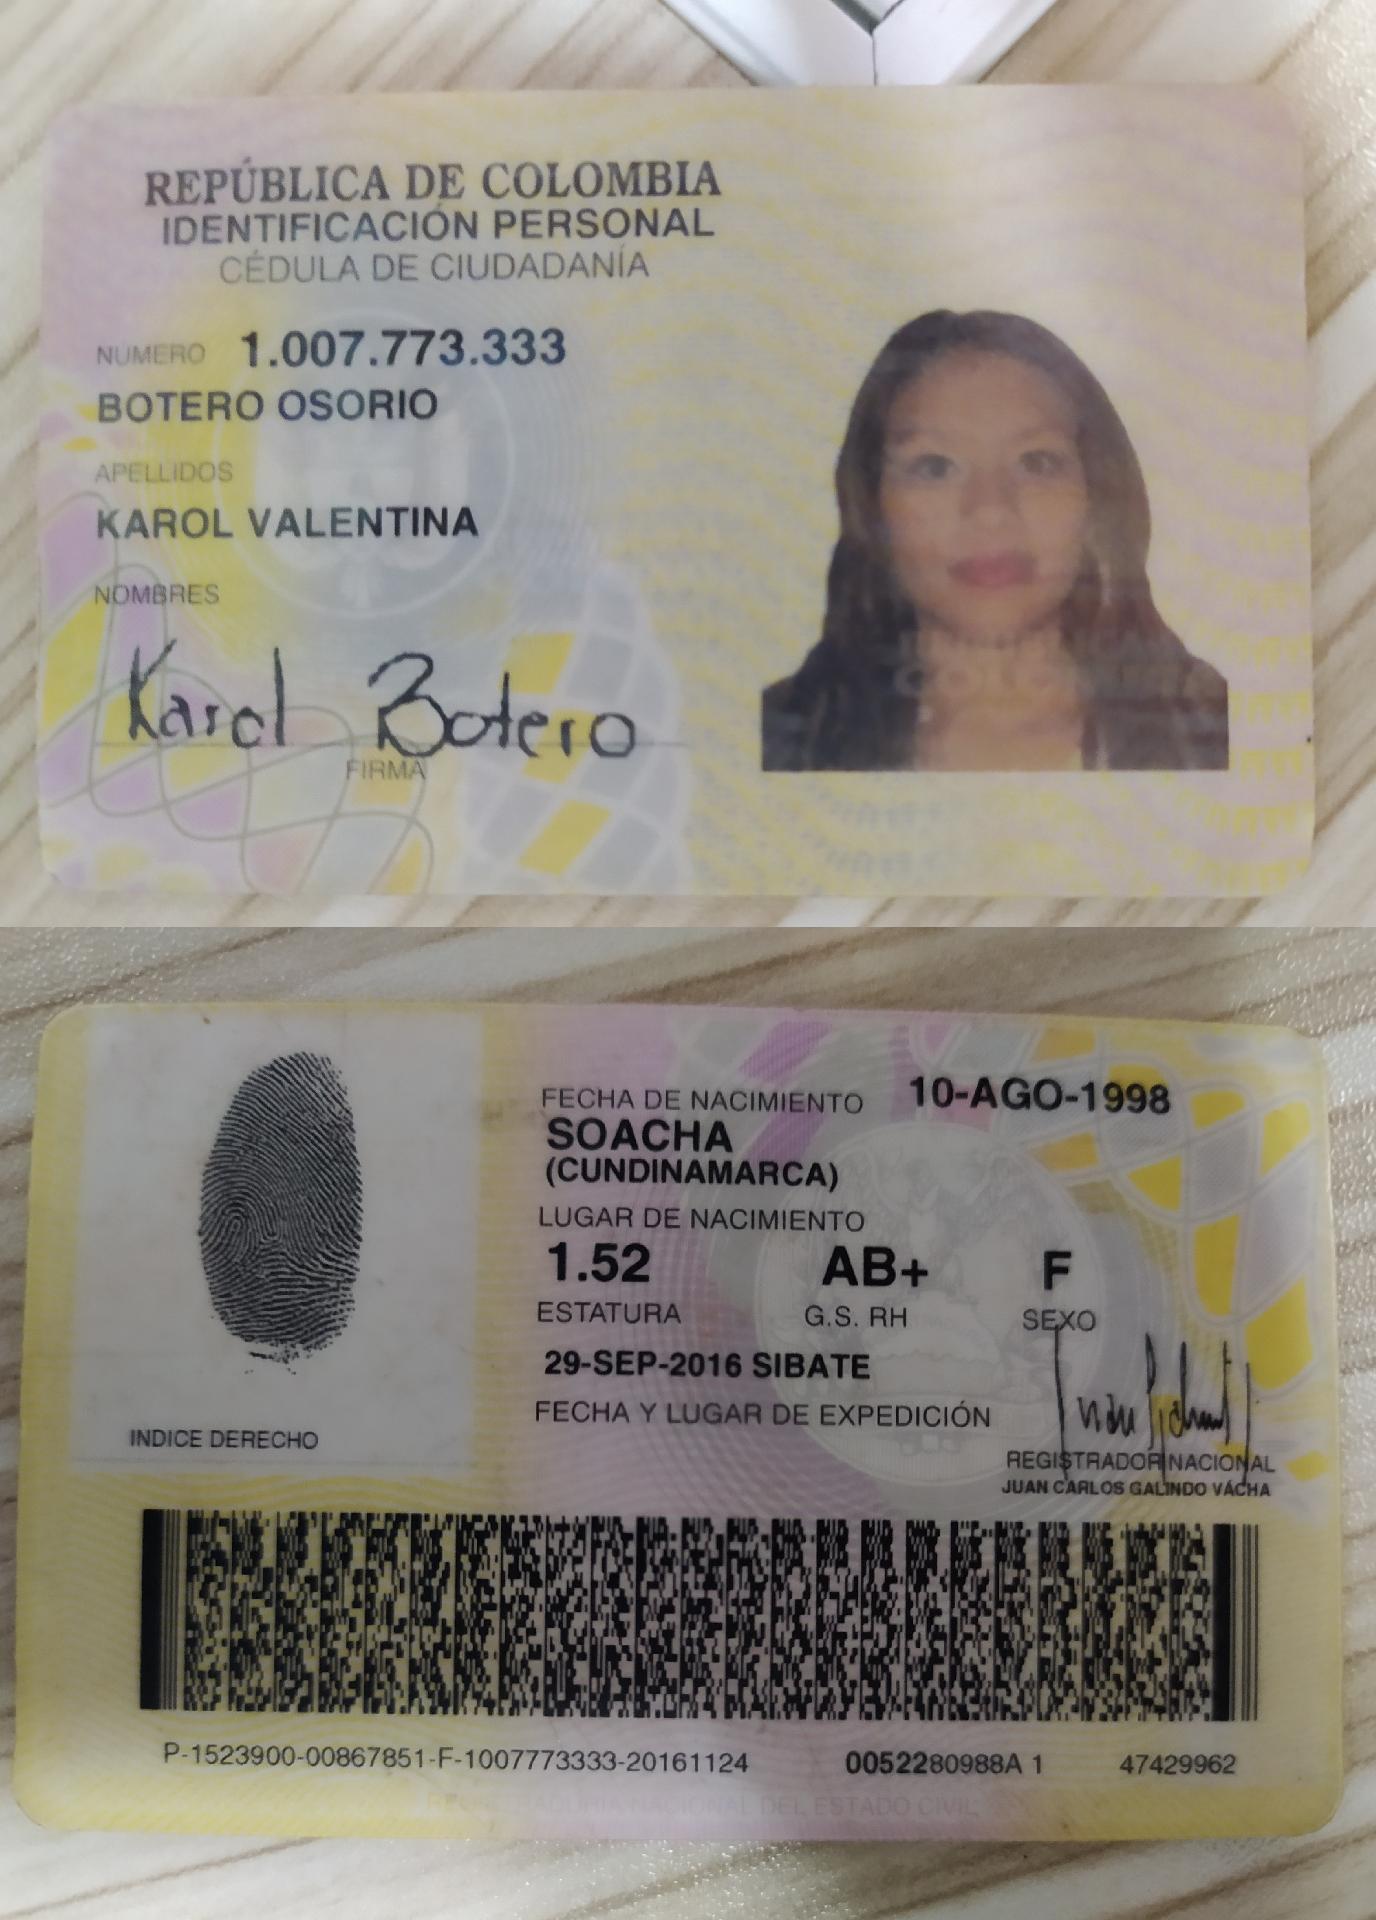 REPÚBLICA DE COLOMBIA
IDENTIFICACIÓN PERSONAL
CÉDULA DE CIUDADANÍA
NUMERO 1.007.773.333
BOTERO OSORIO
APELLIDOS
KAROL VALENTINA
NOMBRES
Karol Botero
FIRMA
FECHA DE NACIMIENTO 10-AGO-1998
SOACHA
(CUNDINAMARCA)
LUGAR DE NACIMIENTO
1.52 AB+ F
ESTATURA G.S. RH SEXO
29-SEP-2016 SIBATE
FECHA Y LUGAR DE EXPEDICIÓN
INDICE DERECHO
REGISTRADOR NACIONAL
JUAN CARLOS GALINDO VÁCHA
P-1523900-00867851-F-1007773333-20161124 0052280988A 1 47429962
REGISTRADURIA NACIONAL DEL ESTADO CIVIL